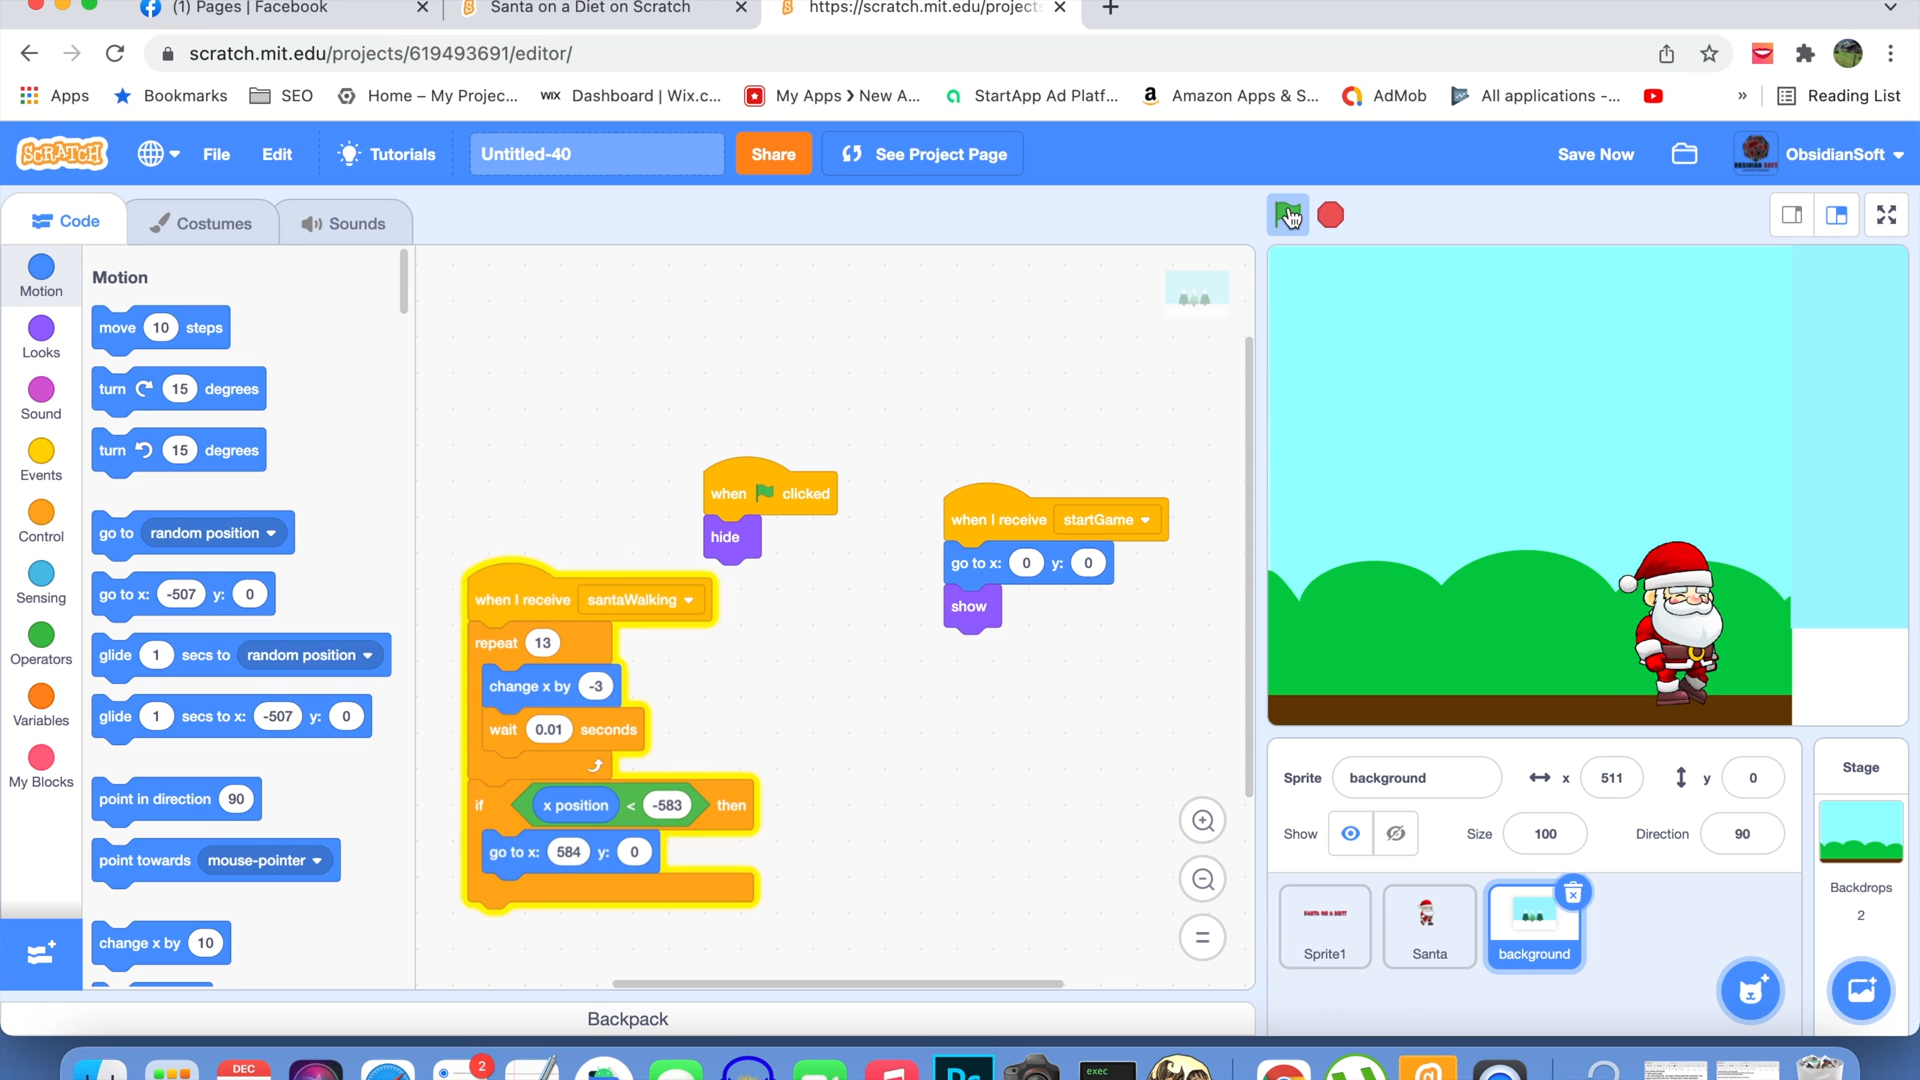 (1) Pages | Facebook
Santa on a Diet on Scratch
https://scratch.mit.edu/projects
scratch.mit.edu/projects/619493691/editor/
Apps
Bookmarks
SEO
Home – My Projec...
WIX
Dashboard | Wix.c...
My Apps ❯ New A...
StartApp Ad Platf...
Amazon Apps & S...
AdMob
All applications -...
»
Reading List
SCRATCH
File
Edit
Tutorials
Untitled-40
Share
See Project Page
Save Now
ObsidianSoft
Code
Costumes
Sounds
Motion
Looks
Sound
Events
Control
Sensing
Operators
Variables
My Blocks
Motion
move 10 steps
turn 15 degrees
turn 15 degrees
go to random position
go to x: -507 y: 0
glide 1 secs to random position
glide 1 secs to x: -507 y: 0
point in direction 90
point towards mouse-pointer
change x by 10
when clicked
hide
when I receive startGame
go to x: 0 y: 0
show
when I receive santaWalking
repeat 13
change x by -3
wait 0.01 seconds
if x position < -583 then
go to x: 584 y: 0
Sprite background x 511 y 0
Show Size 100 Direction 90
SANTA ON A DIET
Sprite1
Santa
background
Stage
Backdrops
2
Backpack
DEC
2
exec